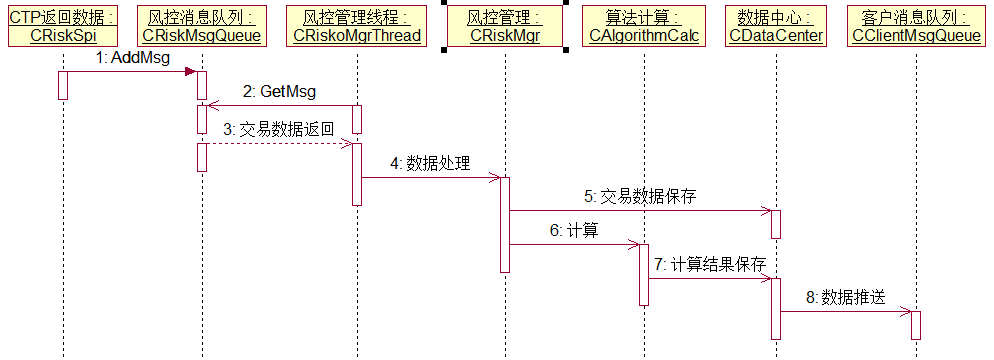 CTP返回数据 :
CRiskSpi
风控消息队列 :
CRiskMsgQueue
风控管理线程 :
CRiskoMgrThread
风控管理 :
CRiskMgr
算法计算 :
CAlgorithmCalc
数据中心 :
CDataCenter
客户消息队列 :
CClientMsgQueue
1: AddMsg
2: GetMsg
3: 交易数据返回
4: 数据处理
5: 交易数据保存
6: 计算
7: 计算结果保存
8: 数据推送